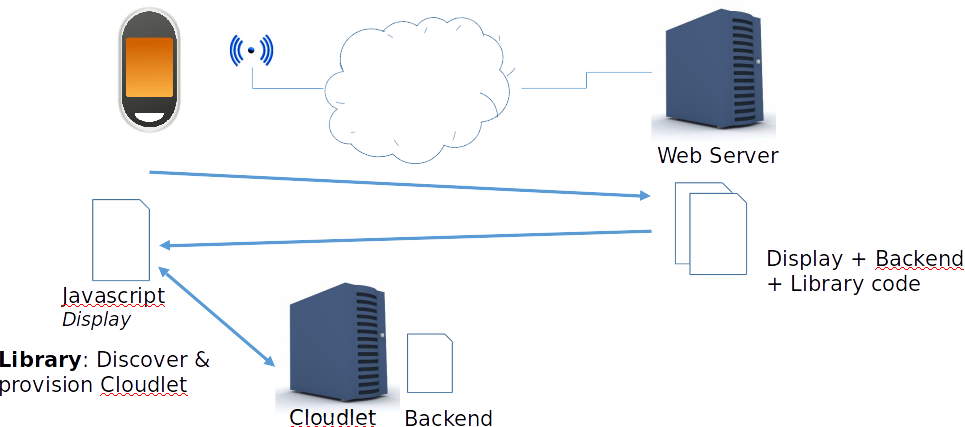 Web Server
Display + Backend
+ Library code
Javascript
Display
Library: Discover &
provision Cloudlet
Cloudlet
Backend